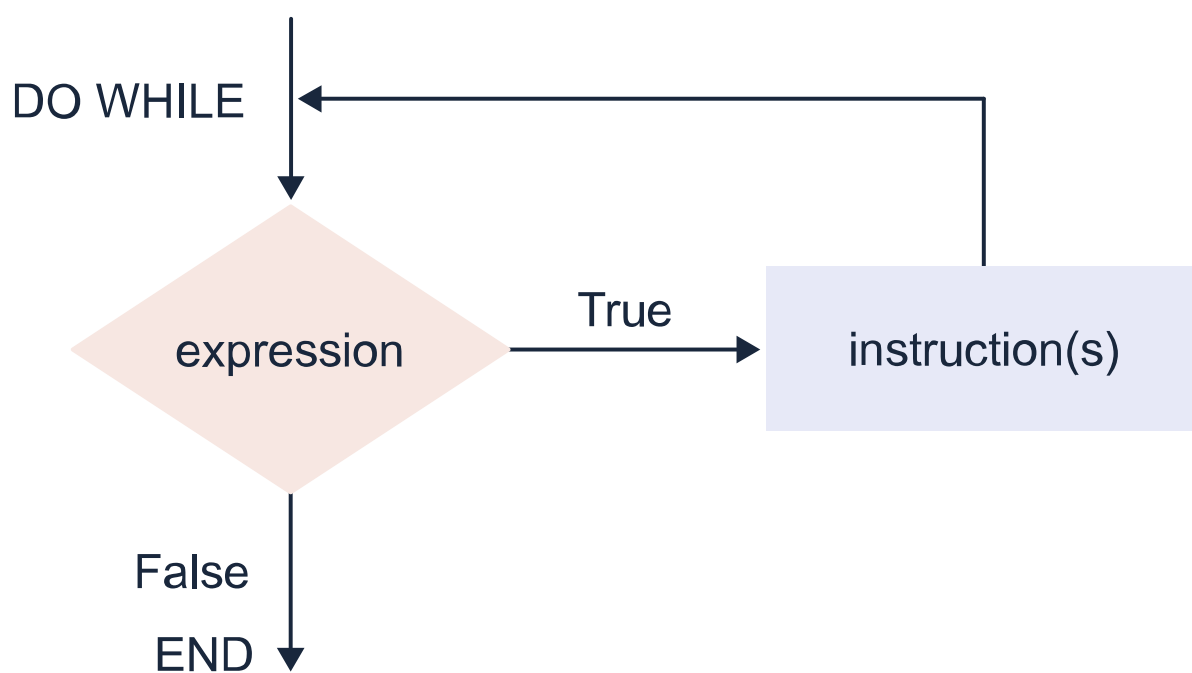 DO WHILE
True
expression
instruction(s)
False
END